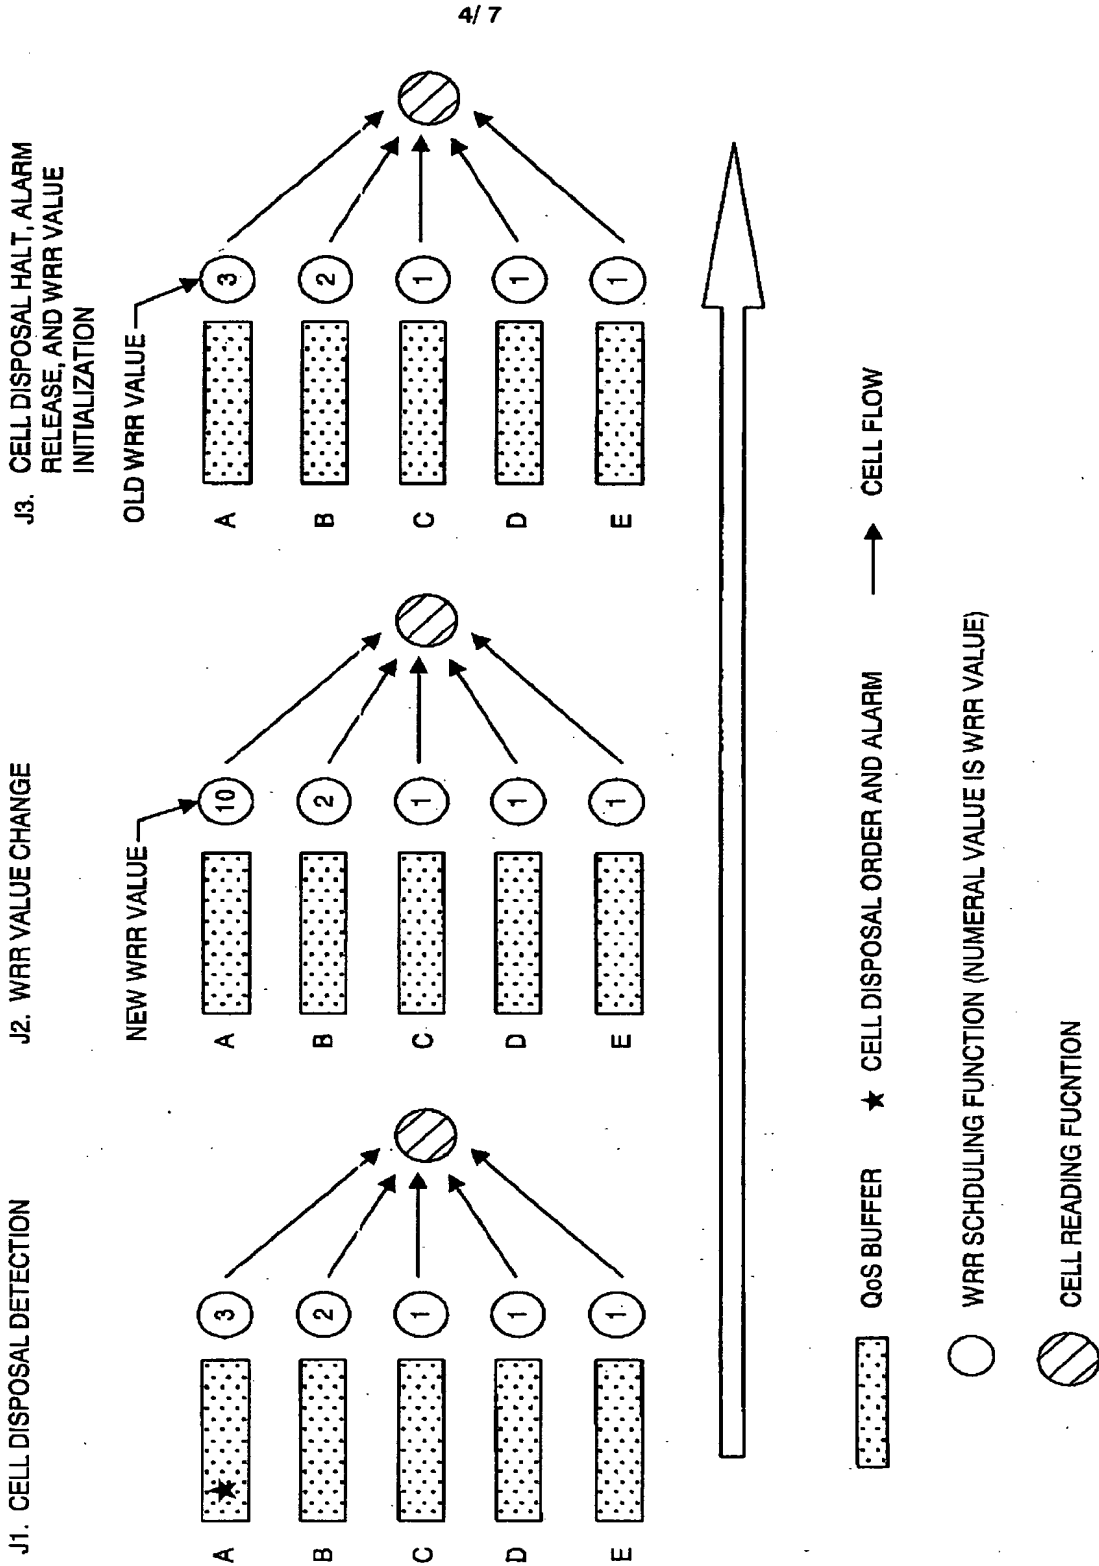 4/ 7
J1. CELL DISPOSAL DETECTION
A
3
B
2
C
1
D
1
E
1
J2. WRR VALUE CHANGE
NEW WRR VALUE
A
10
B
2
C
1
D
1
E
1
J3. CELL DISPOSAL HALT, ALARM
RELEASE, AND WRR VALUE
INITIALIZATION
OLD WRR VALUE
A
3
B
2
C
1
D
1
E
1
QoS BUFFER
★ CELL DISPOSAL ORDER AND ALARM
CELL FLOW
WRR SCHDULING FUNCTION (NUMERAL VALUE IS WRR VALUE)
CELL READING FUCNTION